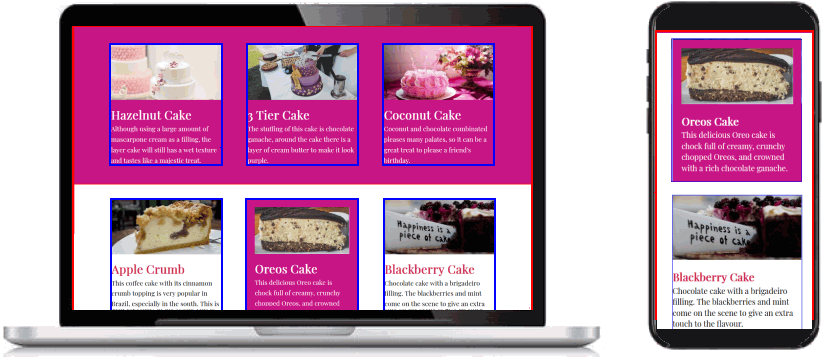 Hazelnut Cake
Although using a large amount of
mascarpone cream as a filling, the
layer cake will still has a wet texture
and tastes like a majestic treat.
3 Tier Cake
The stuffing of this cake is chocolate
ganache, around the cake there is a
layer of cream butter to make it look
purple.
Coconut Cake
Coconut and chocolate combinated
pleases many palates, so it can be a
great treat to please a friend's
birthday.
Apple Crumb
This coffee cake with its cinnamon
crumb topping is very popular in
Brazil, especially in the south. This is
Oreos Cake
This delicious Oreo cake is
chock full of creamy, crunchy
chopped Oreos, and crowned
Happiness is a
piece of cake
Blackberry Cake
Chocolate cake with a brigadeiro
filling. The blackberries and mint
come on the scene to give an extra
Oreos Cake
This delicious Oreo cake is
chock full of creamy, crunchy
chopped Oreos, and crowned
with a rich chocolate ganache.
Happiness is a
piece of cake
Blackberry Cake
Chocolate cake with a brigadeiro
filling. The blackberries and mint
come on the scene to give an extra
touch to the flavour.